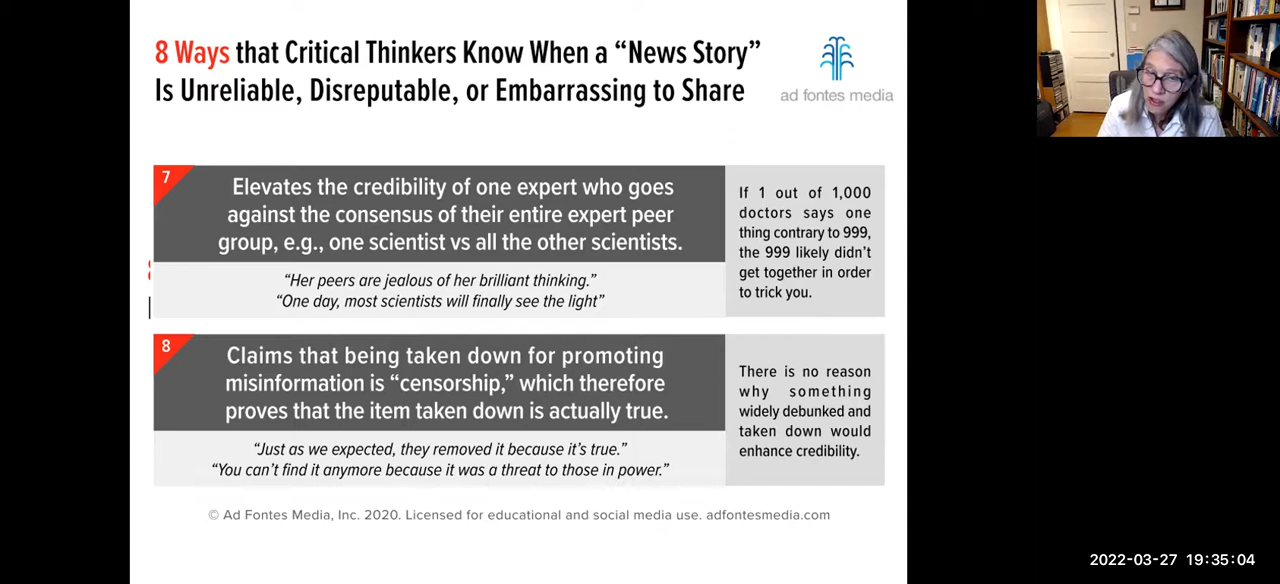 8 Ways that Critical Thinkers Know When a “News Story”
Is Unreliable, Disreputable, or Embarrassing to Share
ad fontes media
7
Elevates the credibility of one expert who goes
against the consensus of their entire expert peer
group, e.g., one scientist vs all the other scientists.
“Her peers are jealous of her brilliant thinking.”
“One day, most scientists will finally see the light”
If 1 out of 1,000
doctors says one
thing contrary to 999,
the 999 likely didn’t
get together in order
to trick you.
8
Claims that being taken down for promoting
misinformation is “censorship,” which therefore
proves that the item taken down is actually true.
“Just as we expected, they removed it because it’s true.”
“You can’t find it anymore because it was a threat to those in power.”
There is no reason
why something
widely debunked and
taken down would
enhance credibility.
© Ad Fontes Media, Inc. 2020. Licensed for educational and social media use. adfontesmedia.com
2022-03-27 19:35:04